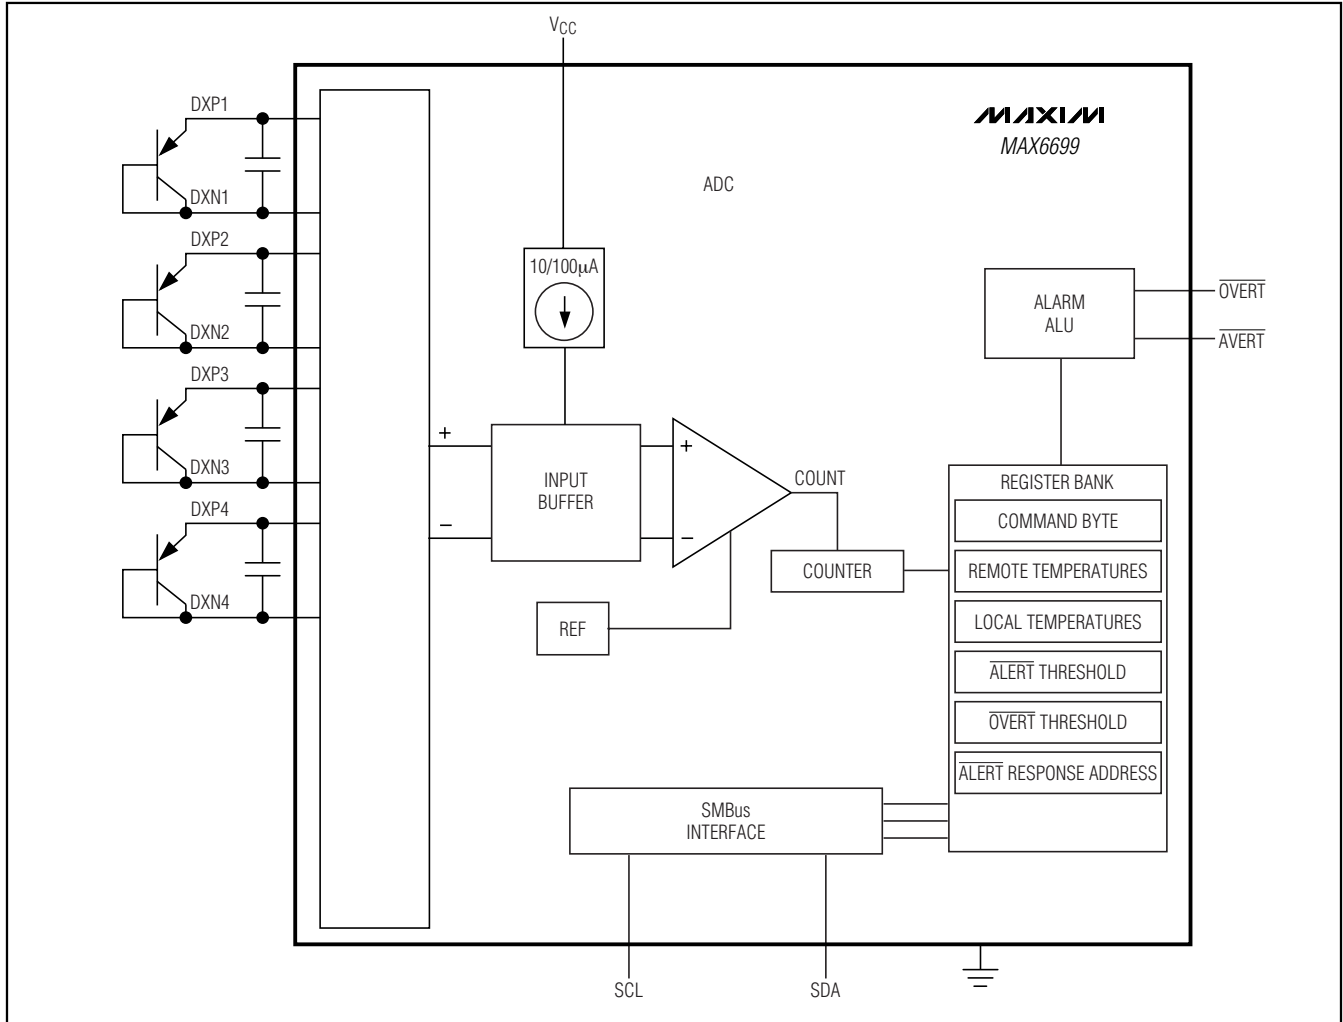 VCC
DXP1
DXN1
DXP2
DXN2
DXP3
DXN3
DXP4
DXN4
MAXIM
MAX6699
ADC
10/100µA
INPUT
BUFFER
+
−
+
−
COUNT
COUNTER
REF
ALARM
ALU
OVERT
AVERT
REGISTER BANK
COMMAND BYTE
REMOTE TEMPERATURES
LOCAL TEMPERATURES
ALERT THRESHOLD
OVERT THRESHOLD
ALERT RESPONSE ADDRESS
SMBus
INTERFACE
SCL
SDA